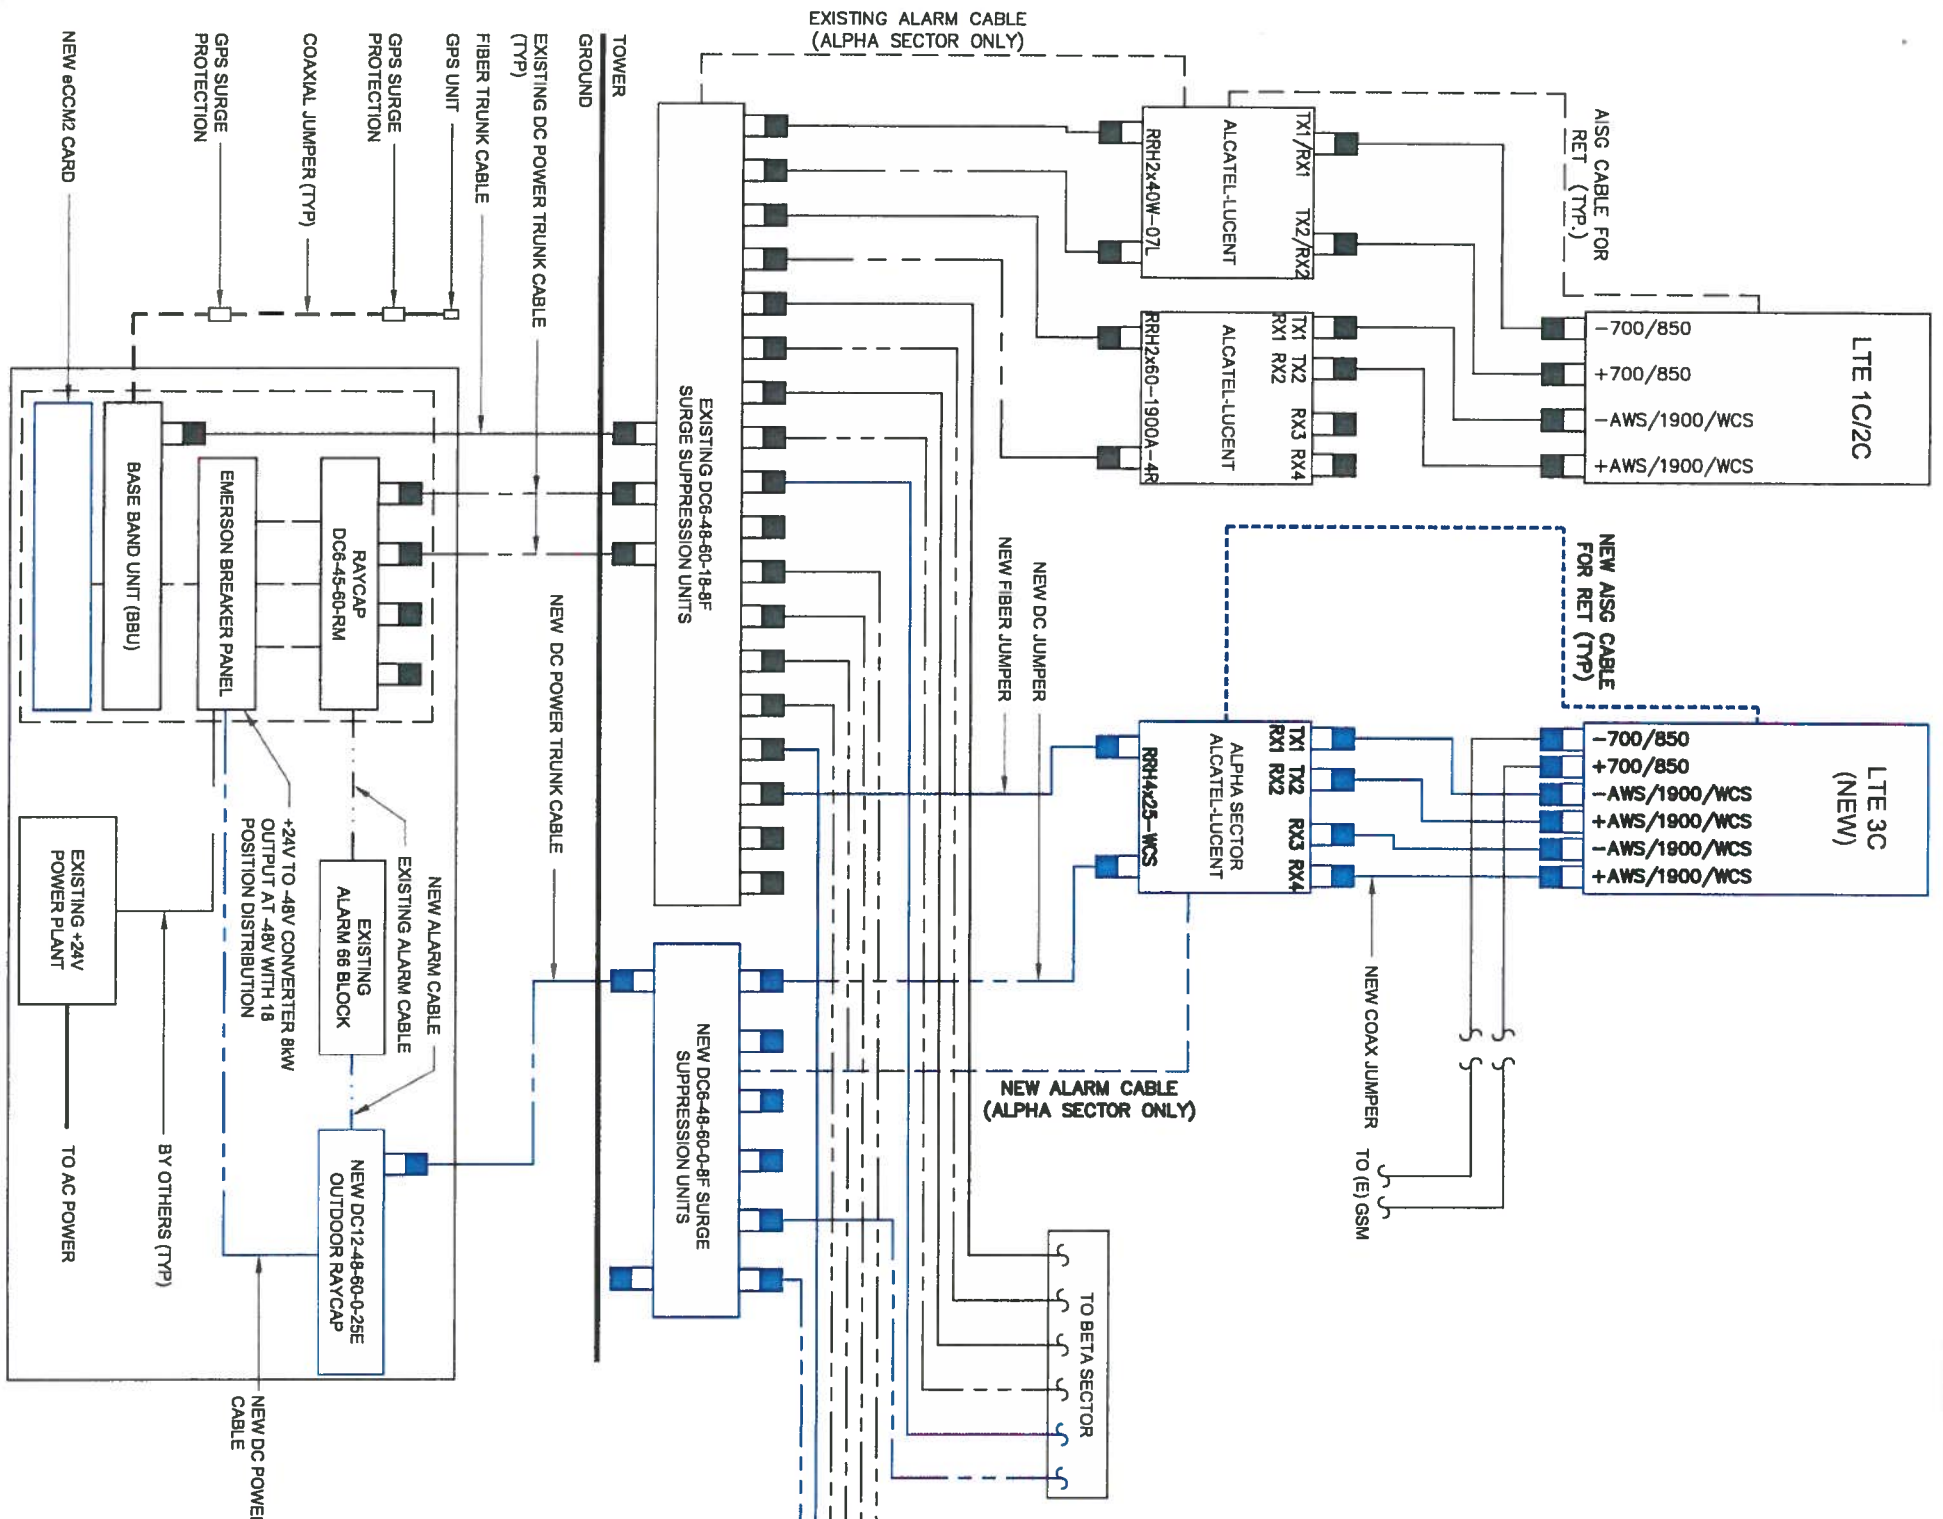 EXISTING ALARM CABLE
(ALPHA SECTOR ONLY)
AISG CABLE FOR
RET (TYP.)
LTE 1C/2C
-700/850
+700/850
-AWS/1900/WCS
+AWS/1900/WCS
TX1/RX1 TX2/RX2
ALCATEL-LUCENT
RRH2x40W-07L
TX1 TX2 RX3 RX4
RX1 RX2
ALCATEL-LUCENT
RRH2x60-1900A-4R
NEW AISG CABLE
FOR RET (TYP)
LTE 3C
(NEW)
-700/850
+700/850
-AWS/1900/WCS
+AWS/1900/WCS
-AWS/1900/WCS
+AWS/1900/WCS
TX1 TX2 RX3 RX4
RX1 RX2
ALPHA SECTOR
ALCATEL-LUCENT
RRH4x25-WCS
NEW COAX JUMPER
TO (E) GSM
NEW DC JUMPER
NEW FIBER JUMPER
NEW ALARM CABLE
(ALPHA SECTOR ONLY)
TO BETA SECTOR
EXISTING DC6-48-60-18-8F
SURGE SUPPRESSION UNITS
NEW DC6-48-60-0-8F SURGE
SUPPRESSION UNITS
TOWER
GROUND
EXISTING DC POWER TRUNK CABLE
(TYP)
FIBER TRUNK CABLE
GPS UNIT
GPS SURGE
PROTECTION
COAXIAL JUMPER (TYP)
GPS SURGE
PROTECTION
NEW eCCM2 CARD
NEW DC POWER TRUNK CABLE
RAYCAP
DC6-45-60-RM
EMERSON BREAKER PANEL
BASE BAND UNIT (BBU)
NEW ALARM CABLE
EXISTING ALARM CABLE
EXISTING
ALARM 66 BLOCK
+24V TO -48V CONVERTER 8kW
OUTPUT AT -48V WITH 18
POSITION DISTRIBUTION
EXISTING +24V
POWER PLANT
BY OTHERS (TYP)
TO AC POWER
NEW DC12-48-60-0-25E
OUTDOOR RAYCAP
NEW DC POWER
CABLE